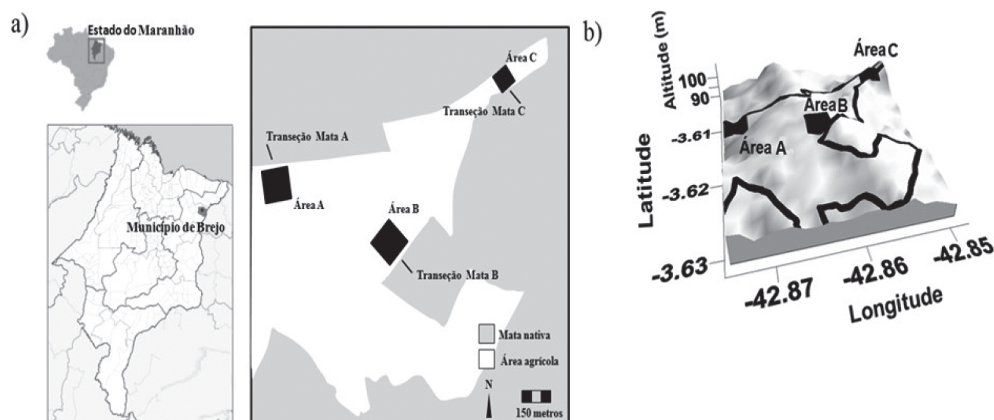 a)
Estado do Maranhão
Município de Brejo
Área C
Transeção Mata C
Transeção Mata A
Área A
Área B
Transeção Mata B
Mata nativa
Área agrícola
N
150 metros
b)
Altitude (m)
100
90
Área C
Área B
Área A
Latitude
-3.61
-3.62
-3.63
-42.87
-42.86
-42.85
Longitude